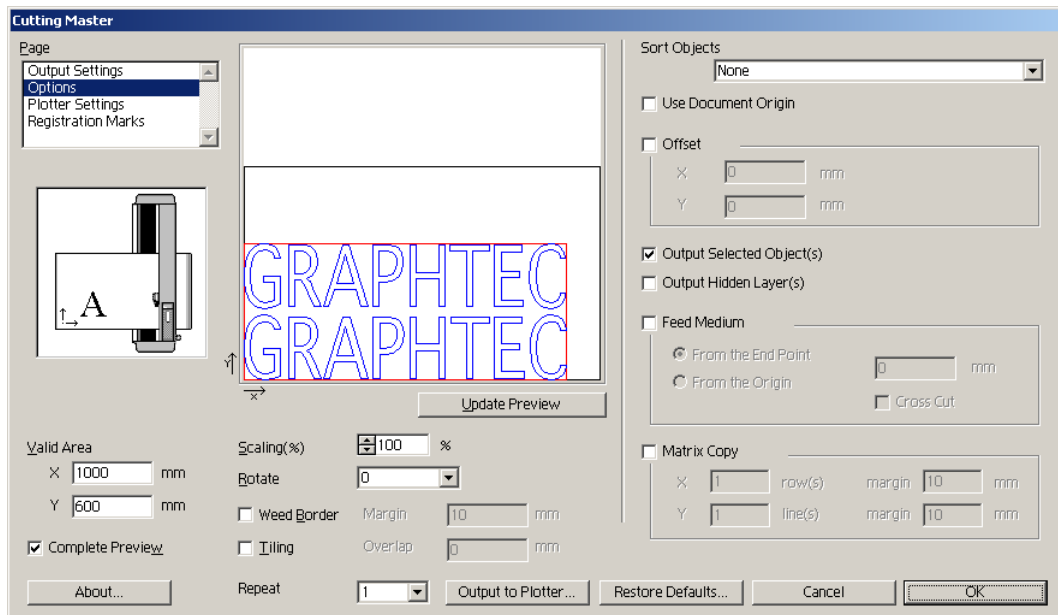 Cutting Master
Page
Output Settings
Options
Plotter Settings
Registration Marks
A
GRAPHTEC
GRAPHTEC
Y
X
Update Preview
Valid Area
X 1000 mm
Y 600 mm
Complete Preview
About...
Scaling(%) 100 %
Rotate 0
Weed Border Margin 10 mm
Tiling Overlap 0 mm
Repeat 1
Output to Plotter...
Restore Defaults...
Cancel
OK
Sort Objects
None
Use Document Origin
Offset
X 0 mm
Y 0 mm
Output Selected Object(s)
Output Hidden Layer(s)
Feed Medium
From the End Point
From the Origin
0 mm
Cross Cut
Matrix Copy
X 1 row(s) margin 10 mm
Y 1 line(s) margin 10 mm